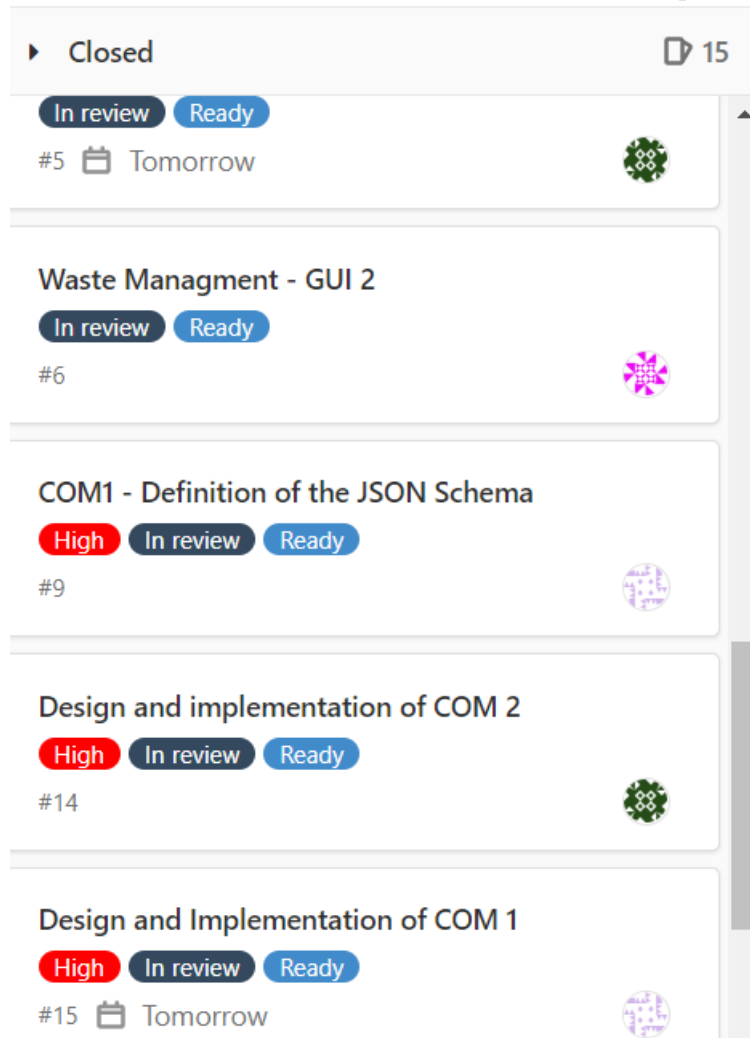 Closed 15
In review Ready
#5 Tomorrow
Waste Managment - GUI 2
In review Ready
#6
COM1 - Definition of the JSON Schema
High In review Ready
#9
Design and implementation of COM 2
High In review Ready
#14
Design and Implementation of COM 1
High In review Ready
#15 Tomorrow